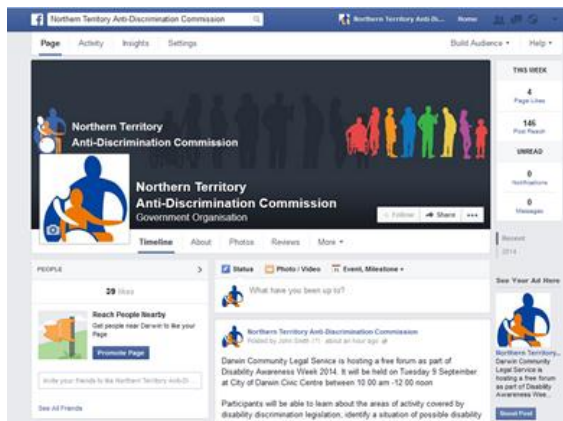 Northern Territory Anti-Discrimination Commission
Northern Territory Anti-Di...
Home
Page
Activity
Insights
Settings
Build Audience
Help
THIS WEEK
4
Page Likes
146
Post Reach
UNREAD
0
Notifications
0
Messages
Recent
2014
See Your Ad Here
Northern Territory
Anti-Discrimination Commission
Northern Territory
Anti-Discrimination Commission
Government Organisation
Follow
Share
Timeline
About
Photos
Reviews
More
PEOPLE
39 likes
Reach People Nearby
Get people near Darwin to like your
Page
Promote Page
Invite your friends to like Northern Territory Anti-Di...
See All Friends
Status
Photo / Video
Event, Milestone +
What have you been up to?
Northern Territory Anti-Discrimination Commission
Posted by John Smith about an hour ago
Darwin Community Legal Service is hosting a free forum as part of
Disability Awareness Week 2014. It will be held on Tuesday 9 September
at City of Darwin Civic Centre between 10.00 am -12.00 noon
Participants will be able to learn about the areas of activity covered by
disability discrimination legislation, identify a situation of possible disability
Northern Territory...
Darwin Community
Legal Service is
hosting a free forum
as part of Disability
Awareness Wee...
Boost Post